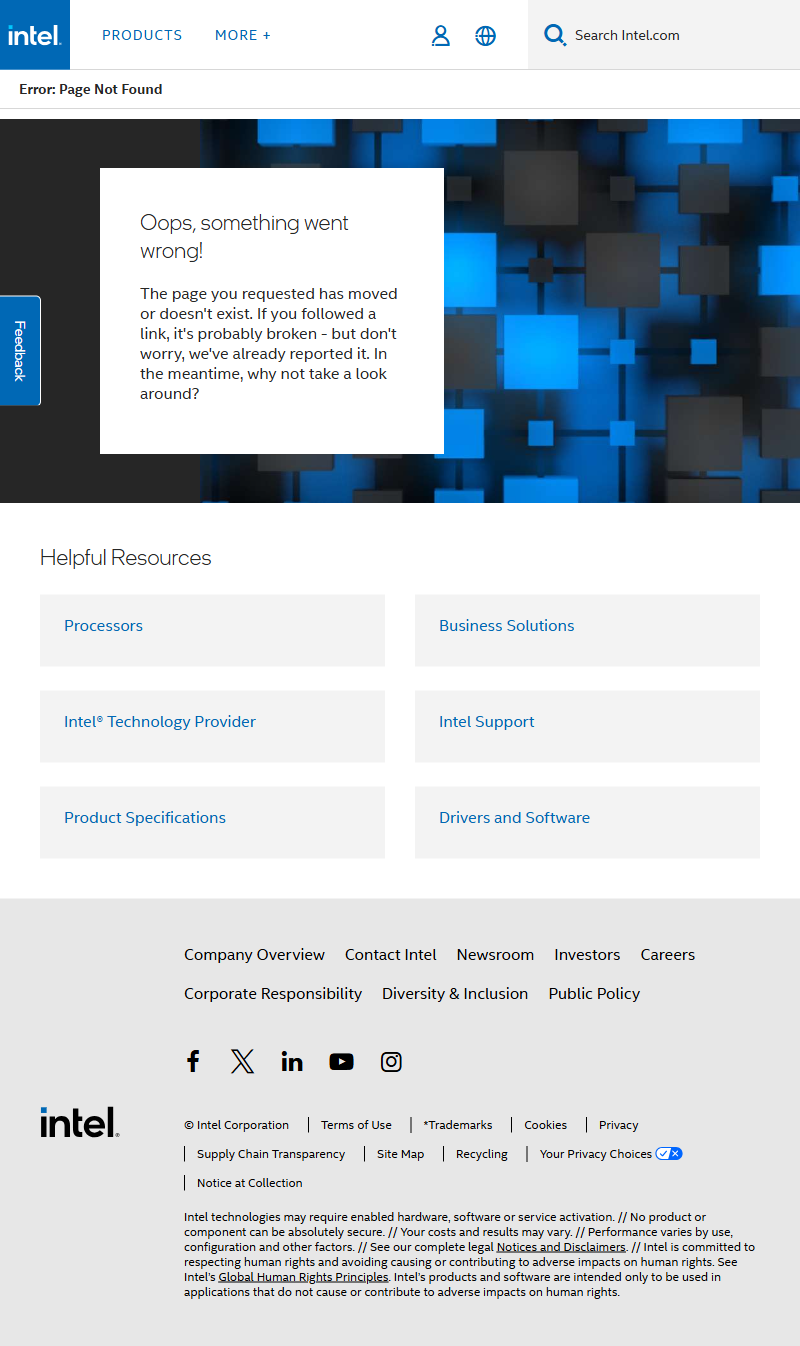 intel.
PRODUCTS
MORE +
Search Intel.com
Error: Page Not Found
Oops, something went
wrong!
The page you requested has moved
or doesn't exist. If you followed a
link, it's probably broken - but don't
worry, we've already reported it. In
the meantime, why not take a look
around?
Feedback
Helpful Resources
Processors
Business Solutions
Intel® Technology Provider
Intel Support
Product Specifications
Drivers and Software
Company Overview Contact Intel Newsroom Investors Careers
Corporate Responsibility Diversity & Inclusion Public Policy
intel.
© Intel Corporation | Terms of Use | *Trademarks | Cookies | Privacy
| Supply Chain Transparency | Site Map | Recycling | Your Privacy Choices
| Notice at Collection
Intel technologies may require enabled hardware, software or service activation. // No product or
component can be absolutely secure. // Your costs and results may vary. // Performance varies by use,
configuration and other factors. // See our complete legal Notices and Disclaimers. // Intel is committed to
respecting human rights and avoiding causing or contributing to adverse impacts on human rights. See
Intel's Global Human Rights Principles. Intel's products and software are intended only to be used in
applications that do not cause or contribute to adverse impacts on human rights.